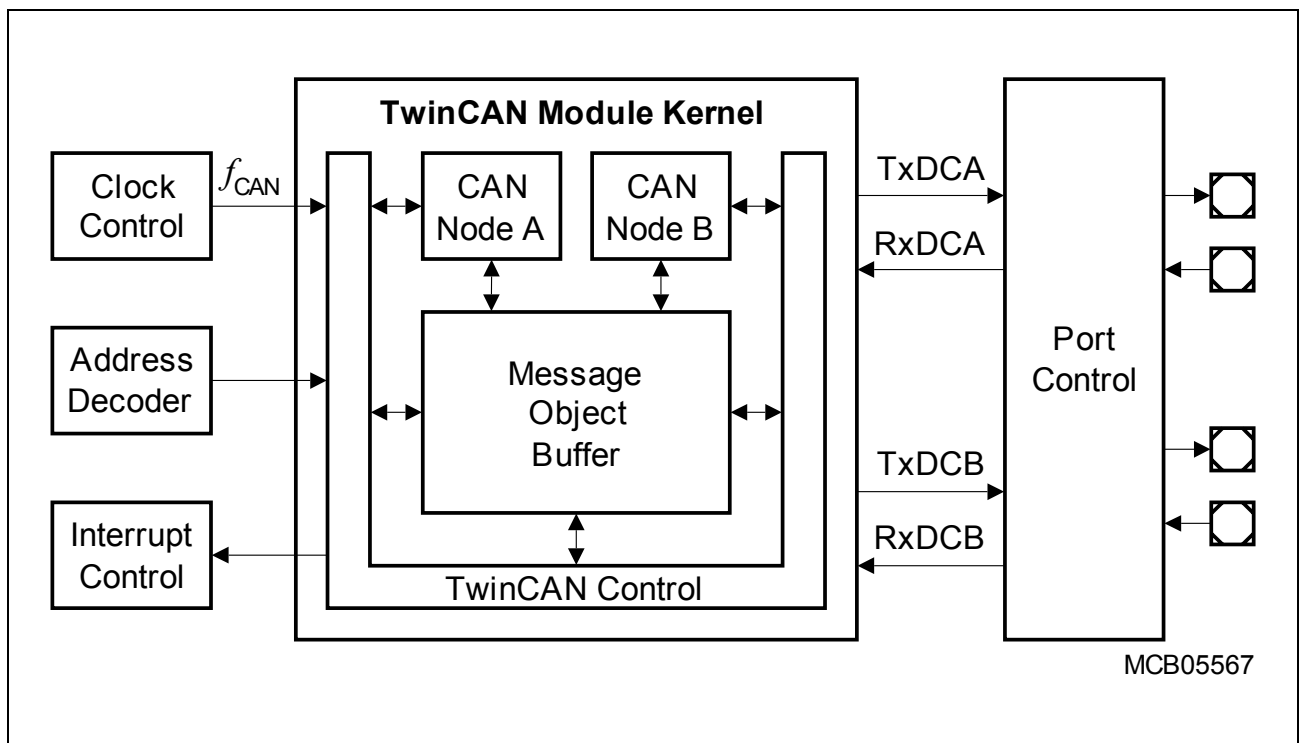 TwinCAN Module Kernel
Clock
Control
fCAN
CAN
Node A
CAN
Node B
TxDCA
RxDCA
Address
Decoder
Message
Object
Buffer
Port
Control
TxDCB
RxDCB
Interrupt
Control
TwinCAN Control
MCB05567